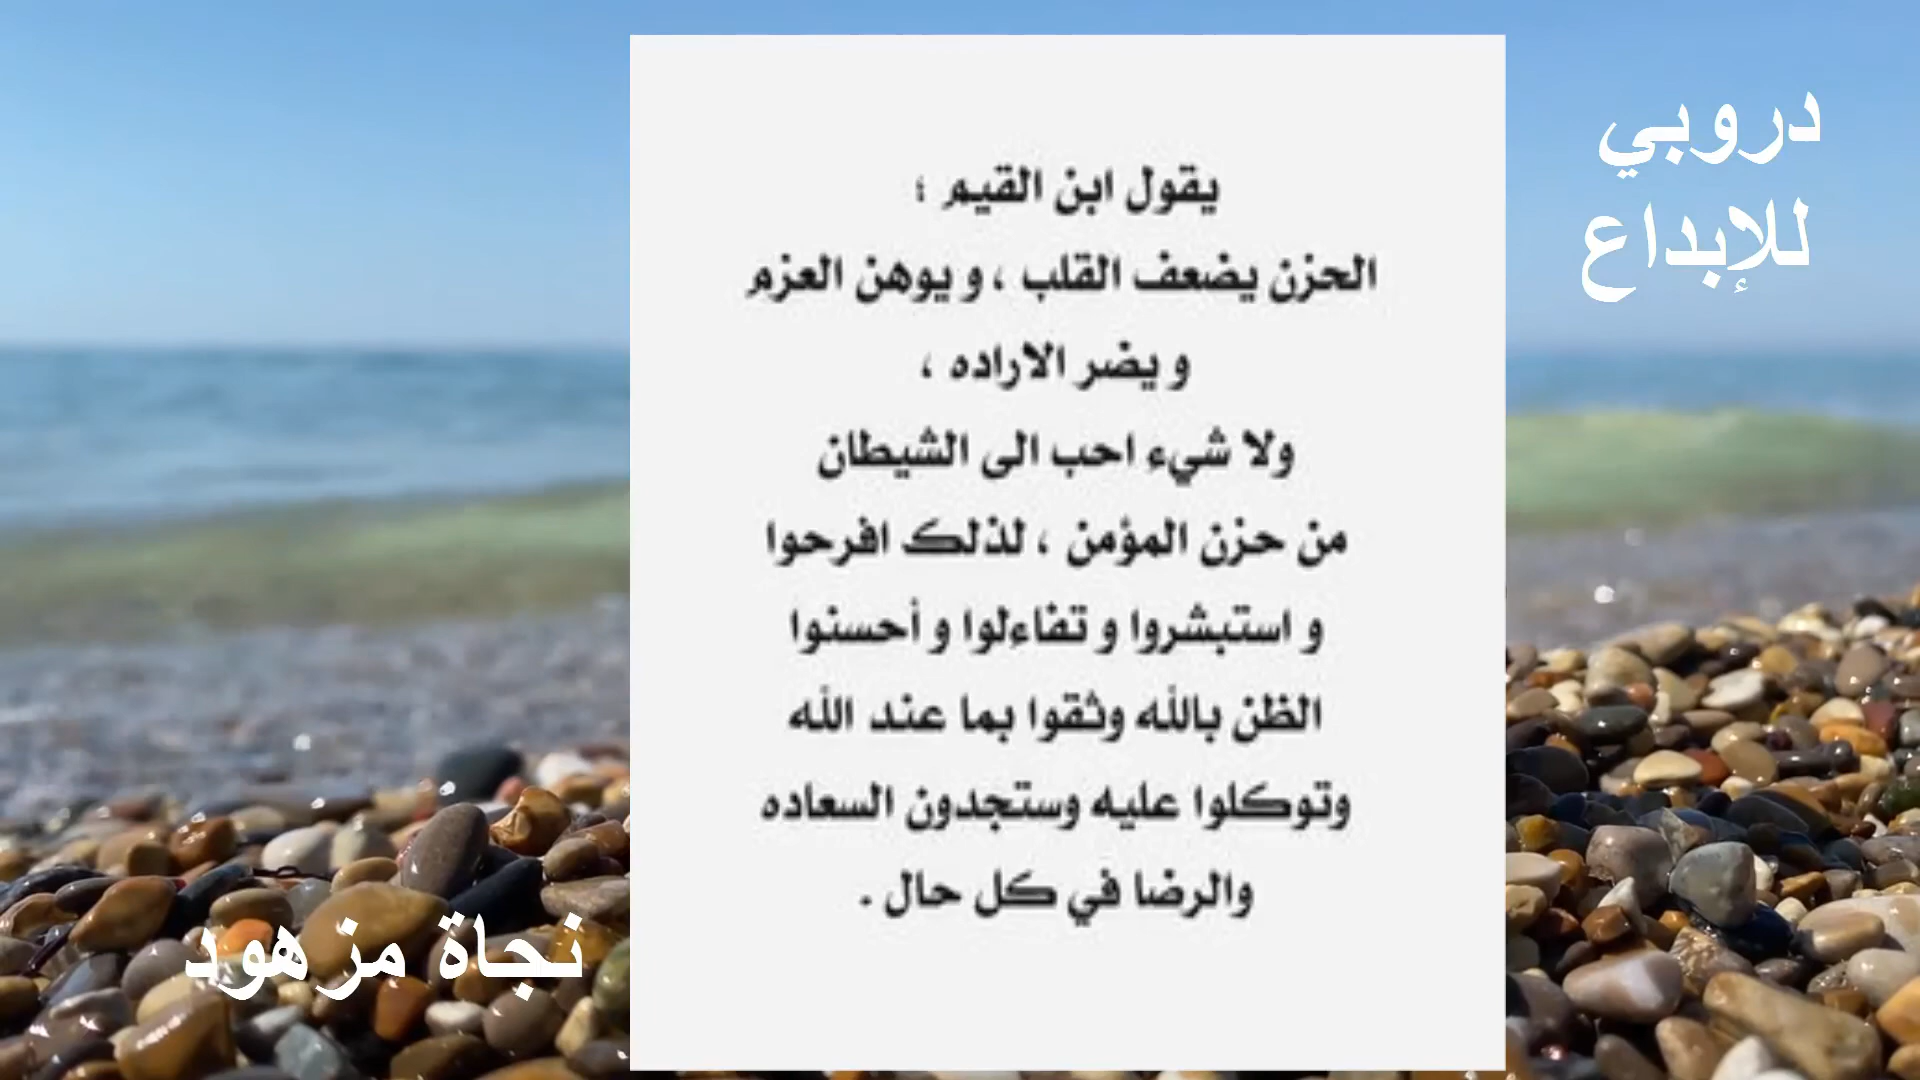 دروبي
للإبداع
يقول ابن القيم :
الحزن يضعف القلب ، و يوهن العزم
و يضر الاراده ،
ولا شيء احب الى الشيطان
من حزن المؤمن ، لذلك افرحوا
و استبشروا و تفاءلوا و أحسنوا
الظن بالله وثقوا بما عند الله
وتوكلوا عليه وستجدون السعاده
والرضا في كل حال .
نجاة مزهود